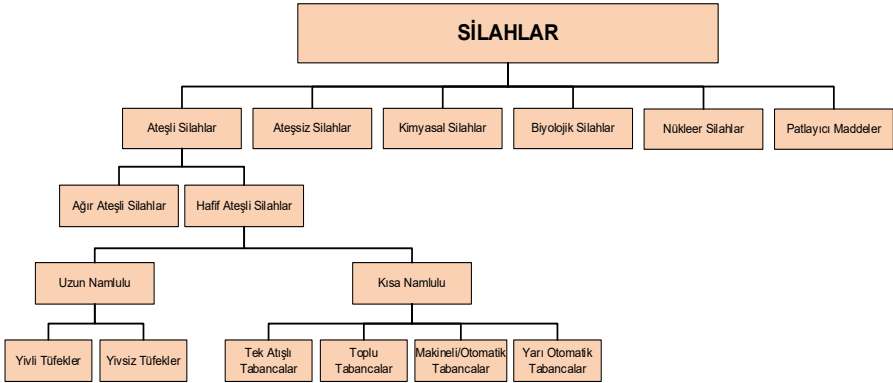 SİLAHLAR
Ateşli Silahlar
Ateşsiz Silahlar
Kimyasal Silahlar
Biyolojik Silahlar
Nükleer Silahlar
Patlayıcı Maddeler
Ağır Ateşli Silahlar
Hafif Ateşli Silahlar
Uzun Namlulu
Kısa Namlulu
Yivli Tüfekler
Yivsiz Tüfekler
Tek Atışlı
Tabancalar
Toplu
Tabancalar
Makineli/Otomatik
Tabancalar
Yarı Otomatik
Tabancalar